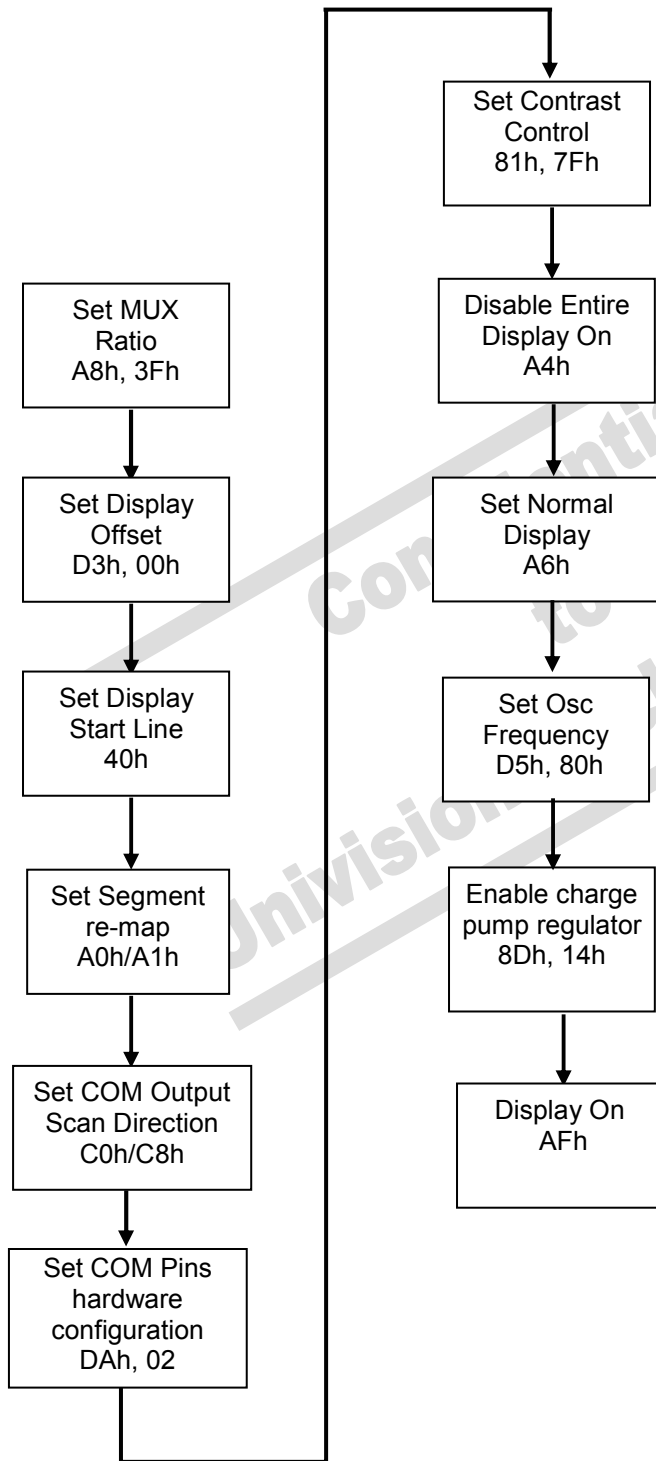 Set MUX
Ratio
A8h, 3Fh
Set Display
Offset
D3h, 00h
Set Display
Start Line
40h
Set Segment
re-map
A0h/A1h
Set COM Output
Scan Direction
C0h/C8h
Set COM Pins
hardware
configuration
DAh, 02
Set Contrast
Control
81h, 7Fh
Disable Entire
Display On
A4h
Set Normal
Display
A6h
Set Osc
Frequency
D5h, 80h
Enable charge
pump regulator
8Dh, 14h
Display On
AFh
to